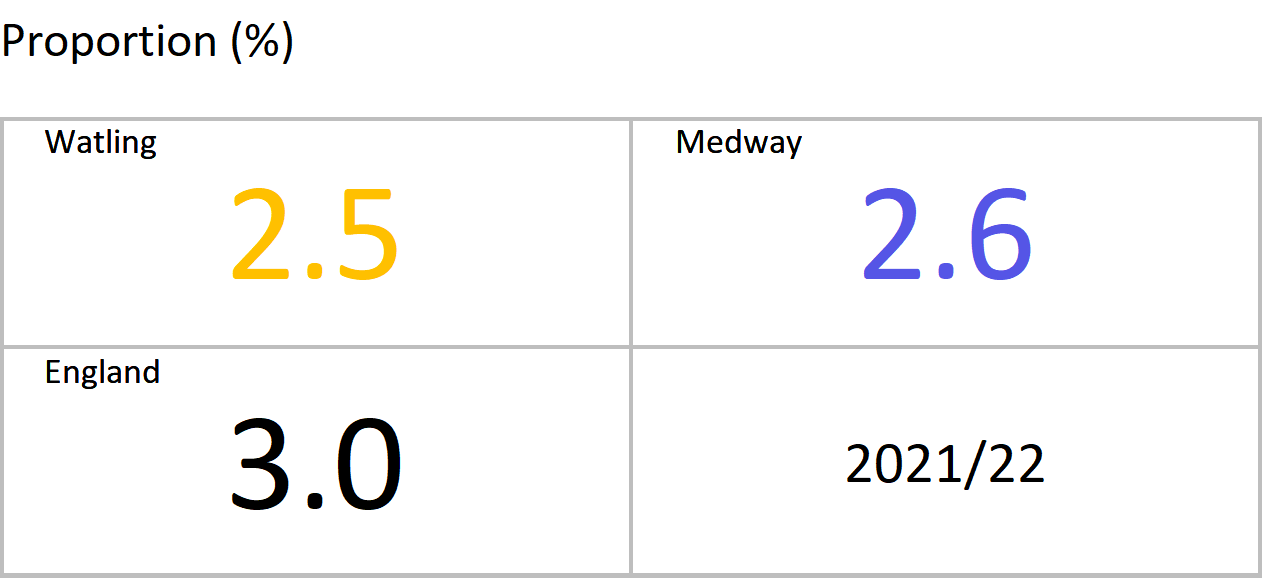 Proportion (%)
Watling
2.5
Medway
2.6
England
3.0
2021/22